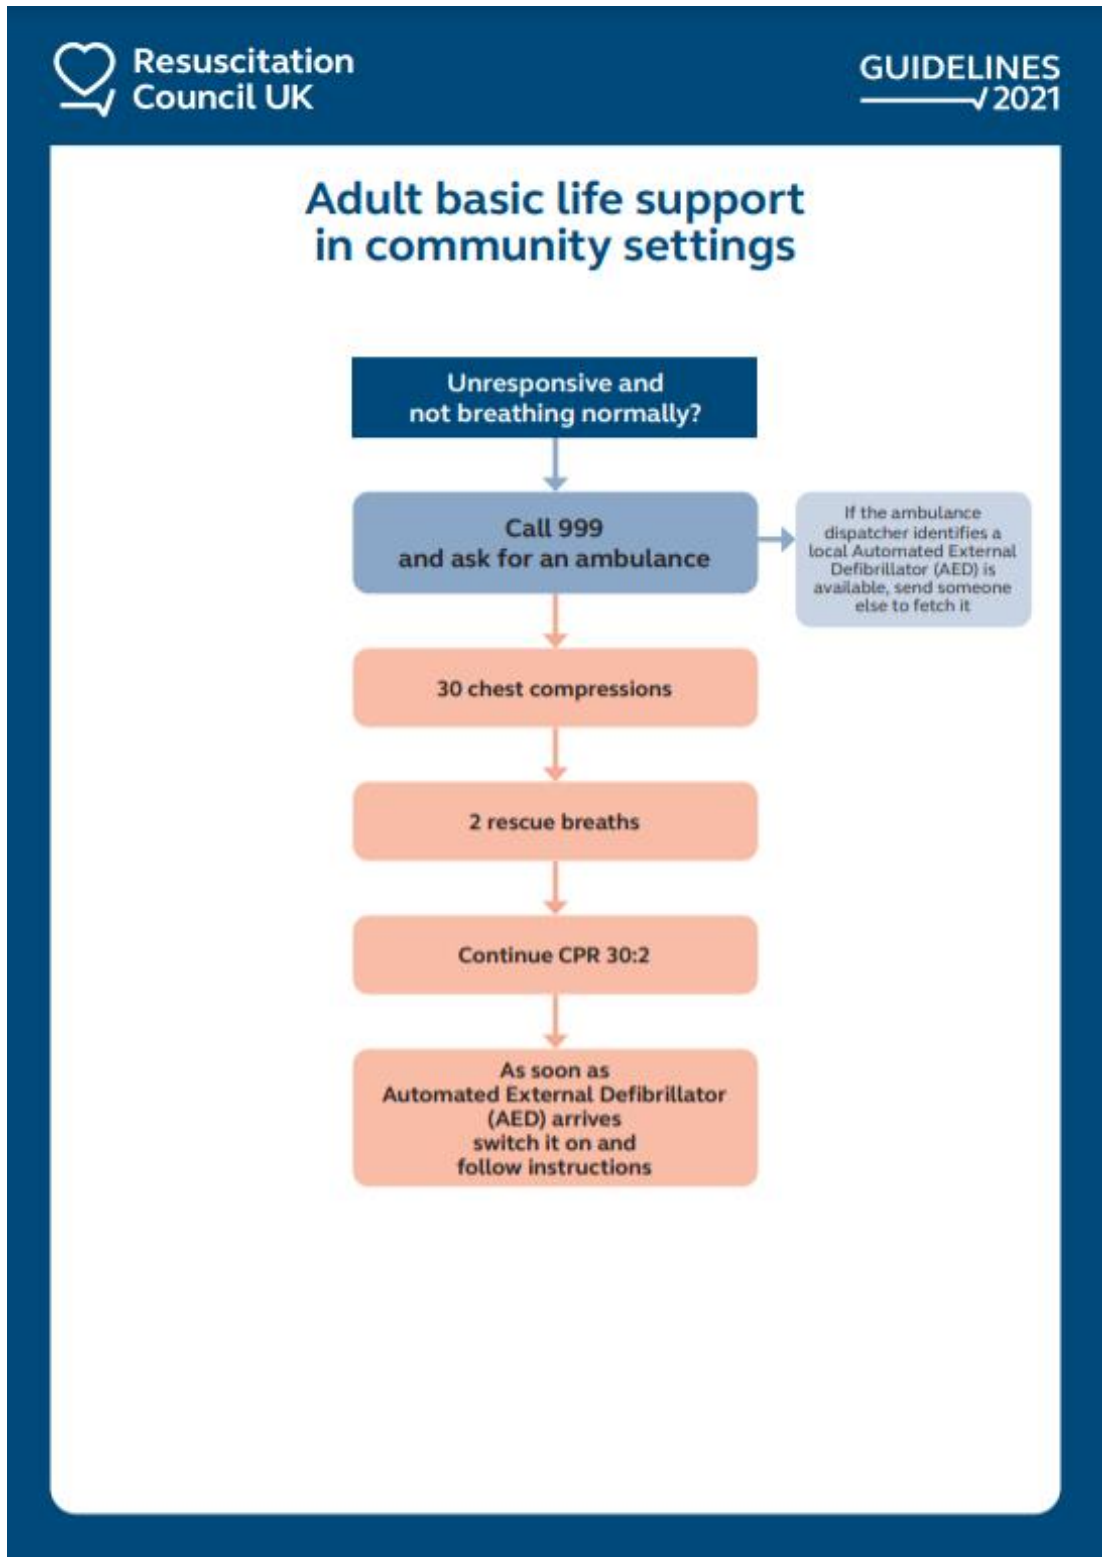 Resuscitation
Council UK
GUIDELINES
2021
Adult basic life support
in community settings
Unresponsive and
not breathing normally?
Call 999
and ask for an ambulance
If the ambulance
dispatcher identifies a
local Automated External
Defibrillator (AED) is
available, send someone
else to fetch it
30 chest compressions
2 rescue breaths
Continue CPR 30:2
As soon as
Automated External Defibrillator
(AED) arrives
switch it on and
follow instructions